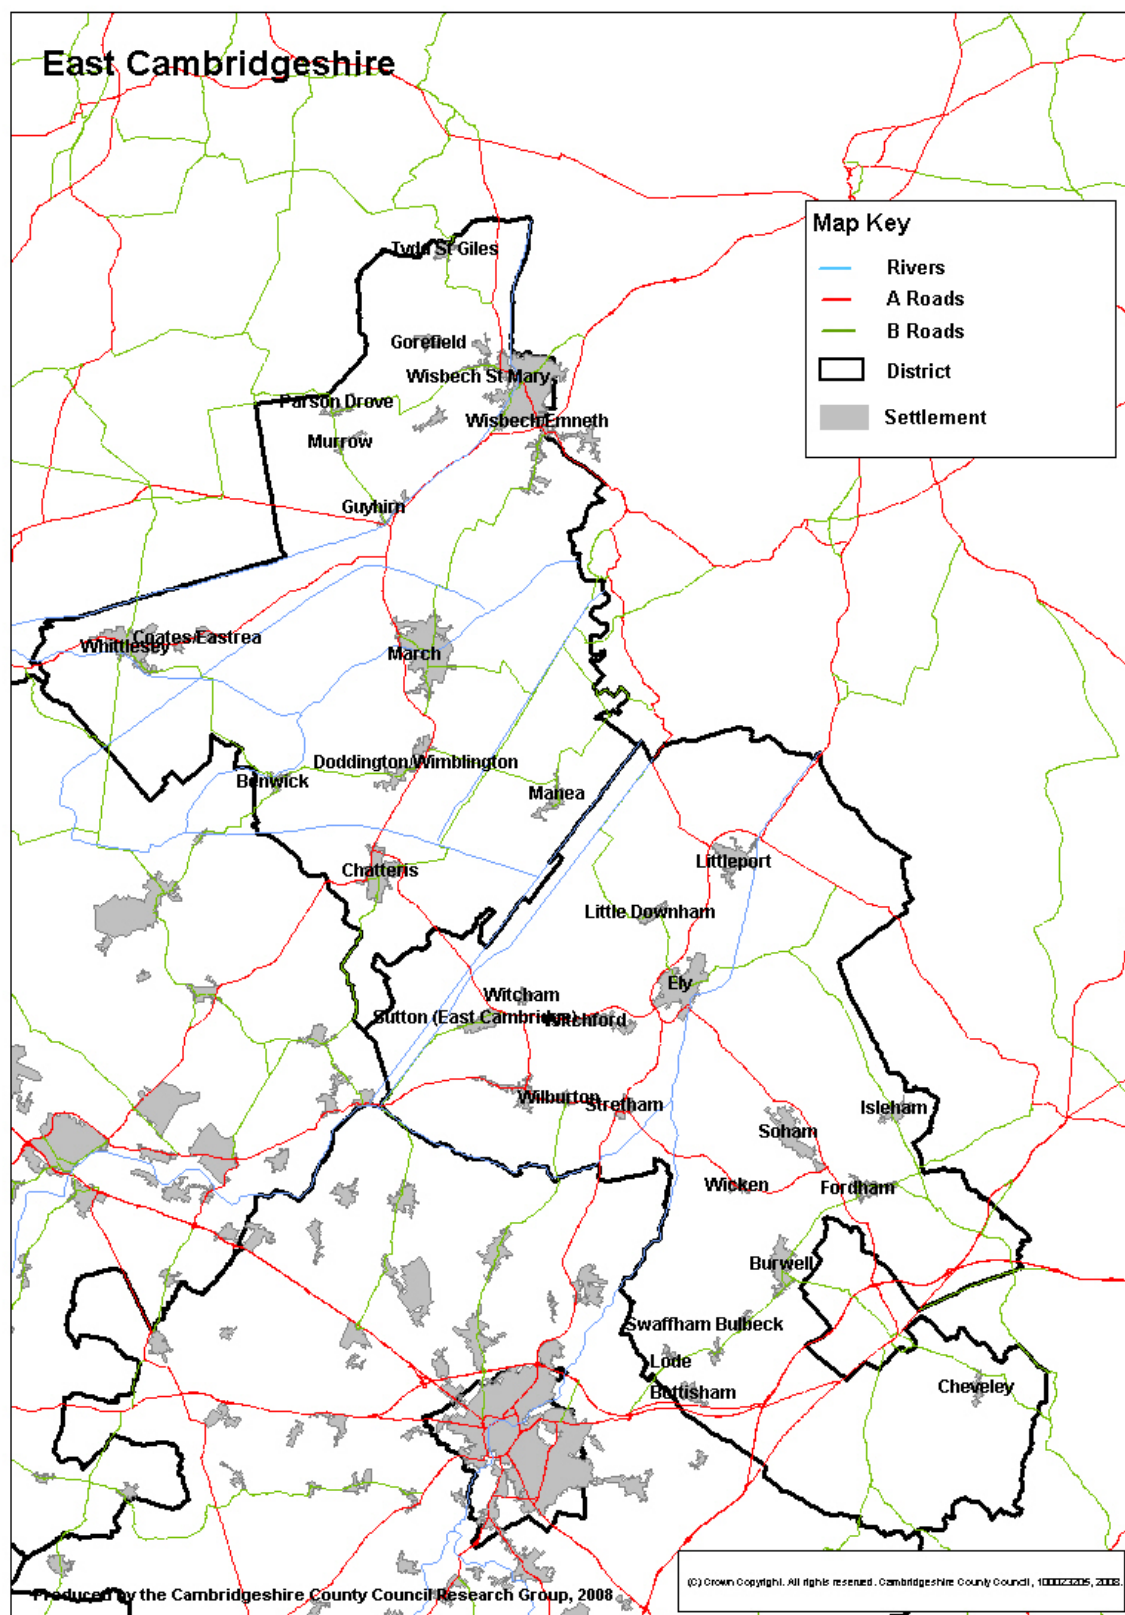 East Cambridgeshire
Map Key
Rivers
A Roads
B Roads
District
Settlement
Tydd St Giles
Gorefield
Wisbech St Mary
Parson Drove
Wisbech/Emneth
Murrow
Guyhirn
Coates/Eastrea
Whittlesey
March
Doddington/Wimblington
Benwick
Manea
Chatteris
Littleport
Little Downham
Ely
Witcham
Sutton (East Cambridge)
Witchford
Wilburton
Stretham
Isleham
Soham
Wicken
Fordham
Burwell
Swaffham Bulbeck
Lode
Bottisham
Cheveley
(C) Crown Copyright. All rights reserved. Cambridgeshire County Council, 100023205, 2008.
Produced by the Cambridgeshire County Council Research Group, 2008